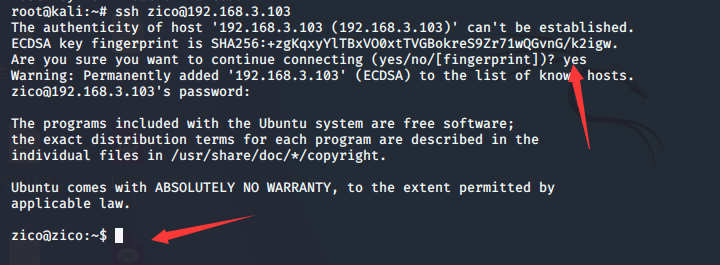 root@kali:~# ssh zico@192.168.3.103
The authenticity of host '192.168.3.103 (192.168.3.103)' can't be established.
ECDSA key fingerprint is SHA256:+zgKqxyYlTBxVO0xtTVGBokreS9Zr71wQGvnG/k2igw.
Are you sure you want to continue connecting (yes/no/[fingerprint])? yes
Warning: Permanently added '192.168.3.103' (ECDSA) to the list of known hosts.
zico@192.168.3.103's password:
The programs included with the Ubuntu system are free software;
the exact distribution terms for each program are described in the
individual files in /usr/share/doc/*/copyright.
Ubuntu comes with ABSOLUTELY NO WARRANTY, to the extent permitted by
applicable law.
zico@zico:~$